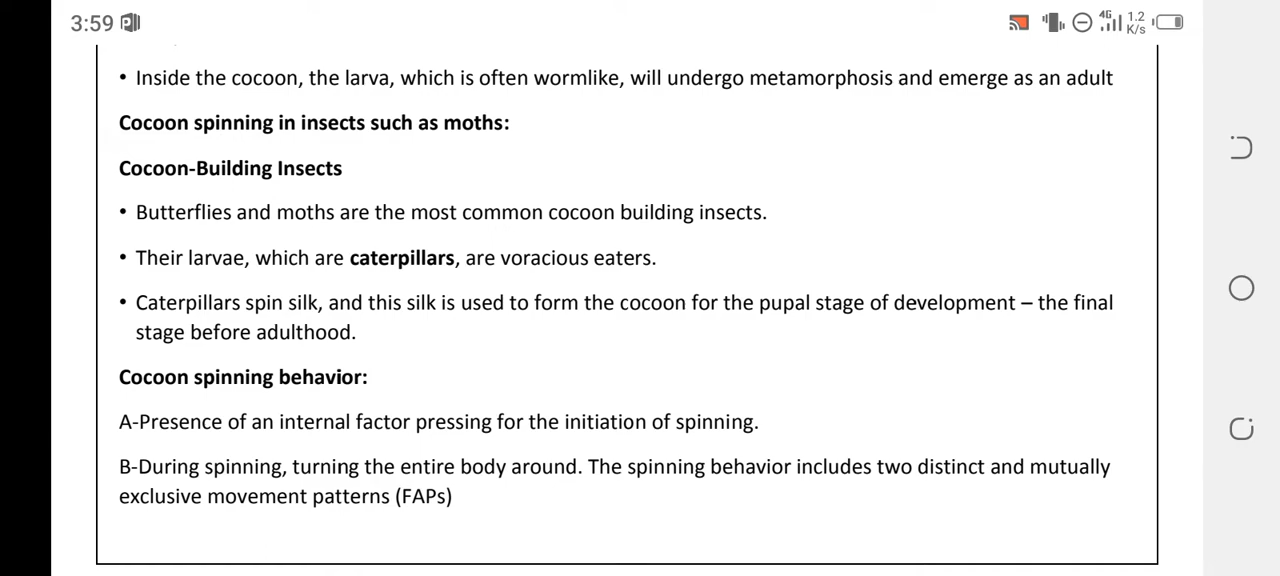 3:59
4G 1.2 K/s
• Inside the cocoon, the larva, which is often wormlike, will undergo metamorphosis and emerge as an adult
Cocoon spinning in insects such as moths:
Cocoon-Building Insects
• Butterflies and moths are the most common cocoon building insects.
• Their larvae, which are caterpillars, are voracious eaters.
• Caterpillars spin silk, and this silk is used to form the cocoon for the pupal stage of development – the final
stage before adulthood.
Cocoon spinning behavior:
A-Presence of an internal factor pressing for the initiation of spinning.
B-During spinning, turning the entire body around. The spinning behavior includes two distinct and mutually
exclusive movement patterns (FAPs)